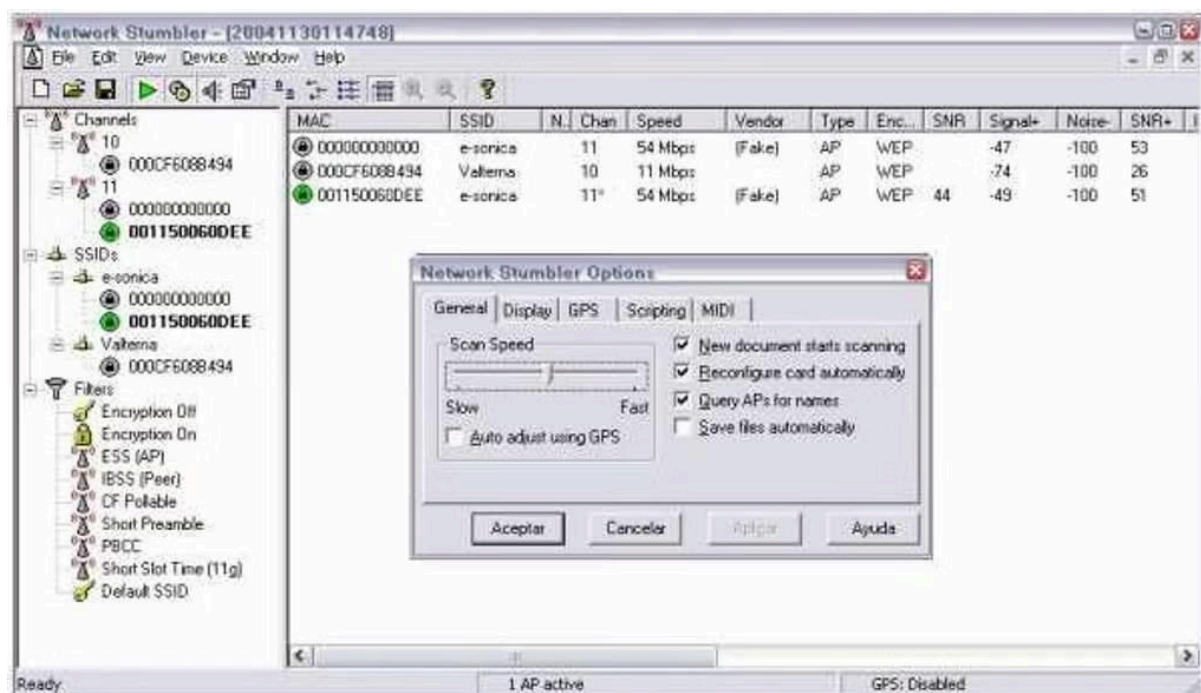 Network Stumbler - [20041130114748]
File Edit View Device Window Help
Channels
10
000CF608B494
11
000000000000
001150060DEE
SSIDs
e-sonica
000000000000
001150060DEE
Valterna
000CF608B494
Filters
Encryption Off
Encryption On
ESS (AP)
IBSS (Peer)
CF Pollable
Short Preamble
PBCC
Short Slot Time (11g)
Default SSID
MAC SSID N.. Chan Speed Vendor Type Enc... SNR Signal+ Noise- SNR+
000000000000 e-sonica 11 54 Mbps (Fake) AP WEP -47 -100 53
000CF608B494 Valterna 10 11 Mbps AP WEP -74 -100 26
001150060DEE e-sonica 11* 54 Mbps (Fake) AP WEP 44 -49 -100 51
Network Stumbler Options
General Display GPS Scripting MIDI
Scan Speed
Slow Fast
Auto adjust using GPS
New document starts scanning
Reconfigure card automatically
Query APs for names
Save files automatically
Aceptar Cancelar Aplicar Ayuda
Ready 1 AP active GPS: Disabled